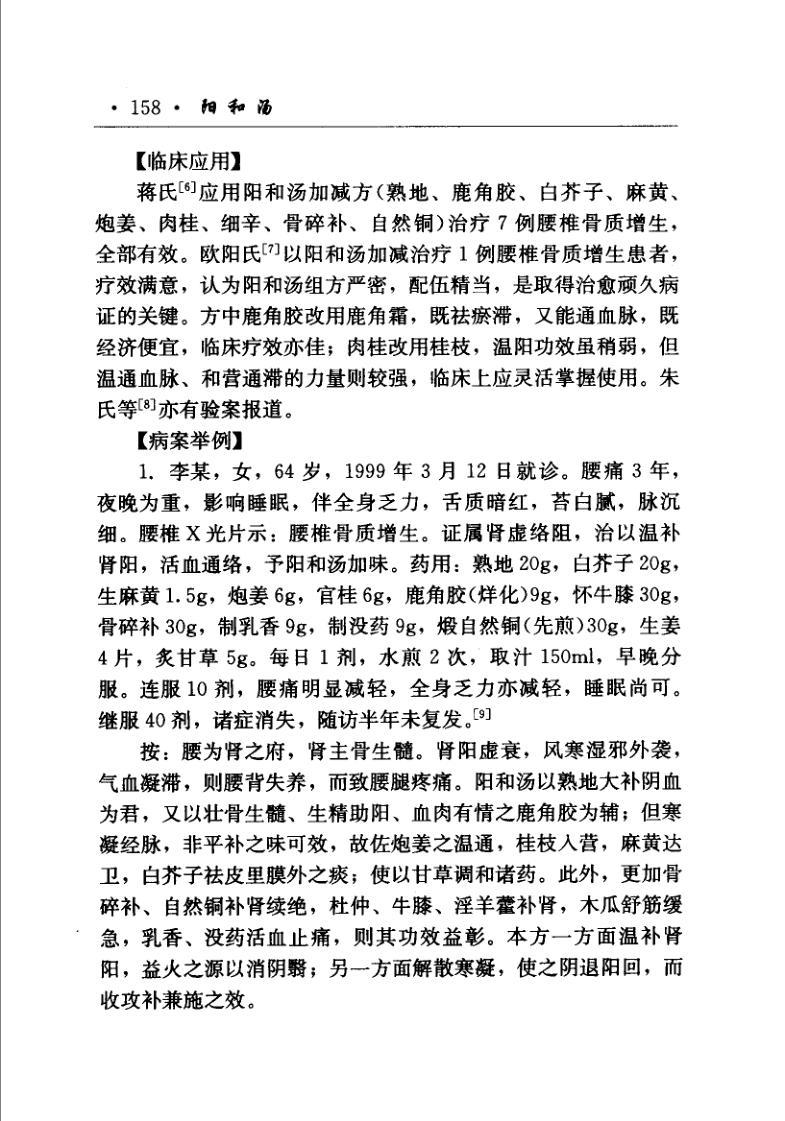 · 158 · 阳和汤
【临床应用】
蒋氏[6]应用阳和汤加减方(熟地、鹿角胶、白芥子、麻黄、
炮姜、肉桂、细辛、骨碎补、自然铜)治疗 7 例腰椎骨质增生，
全部有效。欧阳氏[7]以阳和汤加减治疗 1 例腰椎骨质增生患者，
疗效满意，认为阳和汤组方严密，配伍精当，是取得治愈顽久病
证的关键。方中鹿角胶改用鹿角霜，既祛瘀滞，又能通血脉，既
经济便宜，临床疗效亦佳；肉桂改用桂枝，温阳功效虽稍弱，但
温通血脉、和营通滞的力量则较强，临床上应灵活掌握使用。朱
氏等[8]亦有验案报道。
【病案举例】
1. 李某，女，64 岁，1999 年 3 月 12 日就诊。腰痛 3 年，
夜晚为重，影响睡眠，伴全身乏力，舌质暗红，苔白腻，脉沉
细。腰椎 X 光片示：腰椎骨质增生。证属肾虚络阻，治以温补
肾阳，活血通络，予阳和汤加味。药用：熟地 20g，白芥子 20g，
生麻黄 1.5g，炮姜 6g，官桂 6g，鹿角胶(烊化)9g，怀牛膝 30g，
骨碎补 30g，制乳香 9g，制没药 9g，煅自然铜(先煎)30g，生姜
4 片，炙甘草 5g。每日 1 剂，水煎 2 次，取汁 150ml，早晚分
服。连服 10 剂，腰痛明显减轻，全身乏力亦减轻，睡眠尚可。
继服 40 剂，诸症消失，随访半年未复发。[9]
按：腰为肾之府，肾主骨生髓。肾阳虚衰，风寒湿邪外袭，
气血凝滞，则腰背失养，而致腰腿疼痛。阳和汤以熟地大补阴血
为君，又以壮骨生髓、生精助阳、血肉有情之鹿角胶为辅；但寒
凝经脉，非平补之味可效，故佐炮姜之温通，桂枝入营，麻黄达
卫，白芥子祛皮里膜外之痰；使以甘草调和诸药。此外，更加骨
碎补、自然铜补肾续绝，杜仲、牛膝、淫羊藿补肾，木瓜舒筋缓
急，乳香、没药活血止痛，则其功效益彰。本方一方面温补肾
阳，益火之源以消阴翳；另一方面解散寒凝，使之阴退阳回，而
收攻补兼施之效。